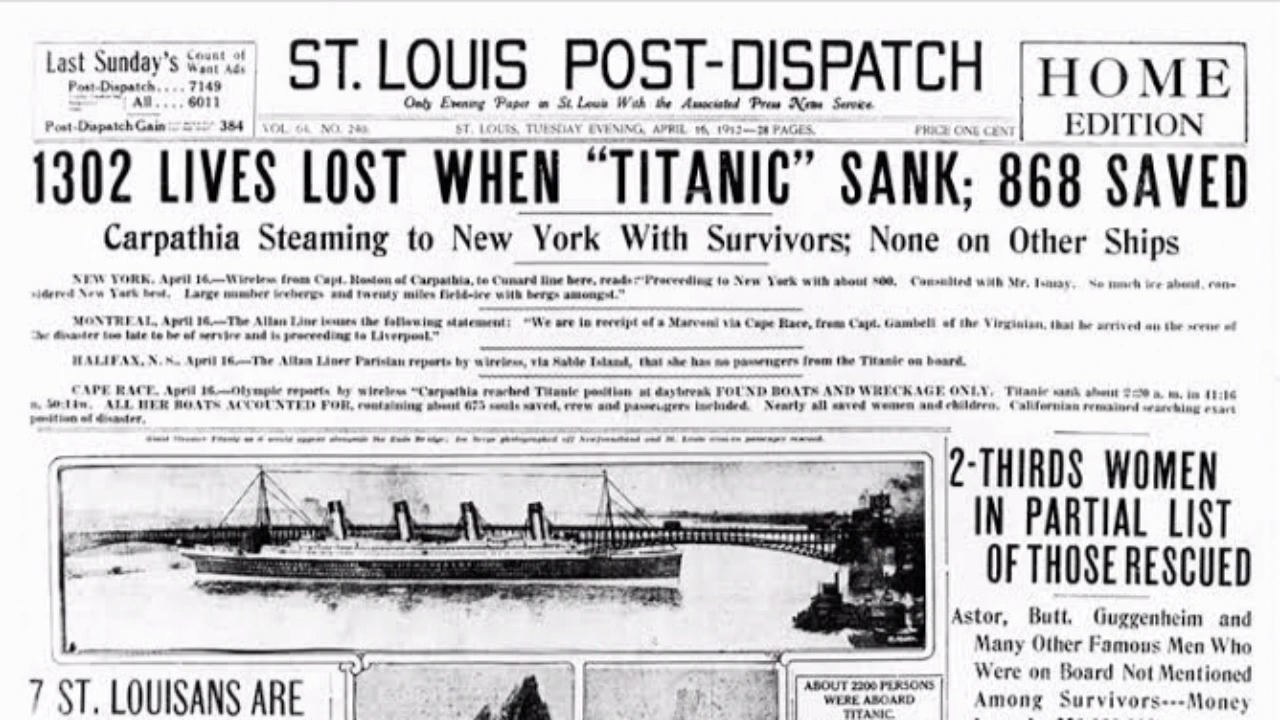 Last Sunday's Count of Want Ads
Post-Dispatch.... 7149
All.... 6011
Post-Dispatch Gain 384
ST. LOUIS POST-DISPATCH
Only Evening Paper in St. Louis With the Associated Press News Service.
HOME
EDITION
VOL. 64. NO. 240. ST. LOUIS, TUESDAY EVENING, APRIL 16, 1912—28 PAGES. PRICE ONE CENT
1302 LIVES LOST WHEN “TITANIC” SANK; 868 SAVED
Carpathia Steaming to New York With Survivors; None on Other Ships
NEW YORK, April 16.—Wireless from Capt. Roston of Carpathia, to Cunard line here, reads: "Proceeding to New York with about 800. Consulted with Mr. Ismay. So much ice about, con-
sidered New York best. Large number icebergs and twenty miles field-ice with bergs amongst."
MONTREAL, April 16.—The Allan Line issues the following statement: "We are in receipt of a Marconi via Cape Race, from Capt. Gambell of the Virginian, that he arrived on the scene of
the disaster too late to be of service and is proceeding to Liverpool."
HALIFAX, N. S., April 16.—The Allan Liner Parisian reports by wireless, via Sable Island, that she has no passengers from the Titanic on board.
CAPE RACE, April 16.—Olympic reports by wireless "Carpathia reached Titanic position at daybreak FOUND BOATS AND WRECKAGE ONLY. Titanic sank about 2:20 a. m. in 41:16
n. 50:14w. ALL HER BOATS ACCOUNTED FOR, containing about 675 souls saved, crew and passengers included. Nearly all saved women and children. Californian remained searching exact
position of disaster.
2-THIRDS WOMEN
IN PARTIAL LIST
OF THOSE RESCUED
Astor, Butt, Guggenheim and
Many Other Famous Men Who
Were on Board Not Mentioned
Among Survivors---Money
7 ST. LOUISANS ARE
ABOUT 2200 PERSONS
WERE ABOARD
TITANIC.